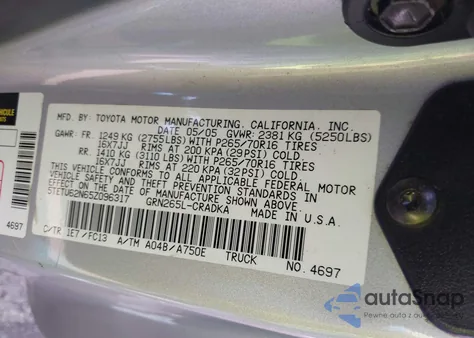 VEHICLE
4697
MFD. BY: TOYOTA MOTOR MANUFACTURING, CALIFORNIA, INC.
DATE 05/05 GVWR: 2381 KG (5250LBS)
GAWR: FR. 1249 KG (2755LBS) WITH P265/70R16 TIRES
16X7JJ RIMS AT 200 KPA (29PSI) COLD
RR. 1410 KG (3110 LBS) WITH P265/70R16 TIRES
16X7JJ RIMS AT 220 KPA (32PSI) COLD.
THIS VEHICLE CONFORMS TO ALL APPLICABLE FEDERAL MOTOR
VEHICLE SAFETY AND THEFT PREVENTION STANDARDS IN
EFFECT ON THE DATE OF MANUFACTURE SHOWN ABOVE.
5TETU62N65Z096317 GRN265L-CRADKA
C/TR 1E7/FC13 A/TM A04B/A750E TRUCK NO. 4697
autoSnap
Pewne auta z aukcji